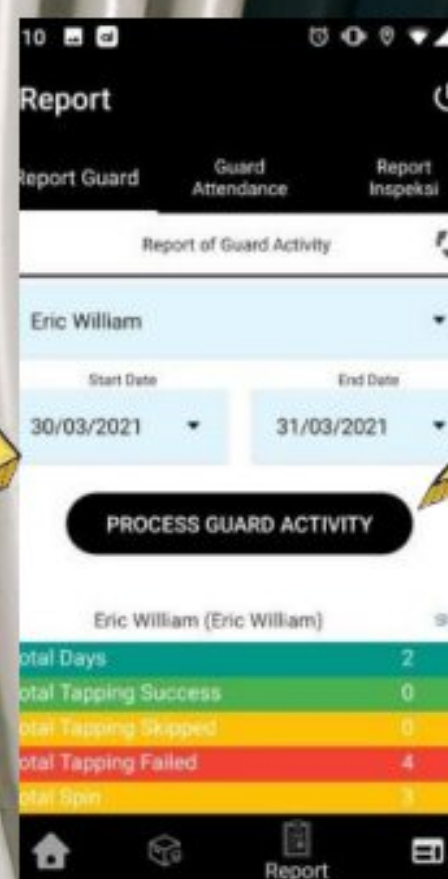 10
Report
Report Guard
Guard
Attendance
Report
Inspeksi
Report of Guard Activity
Eric William
Start Date
End Date
30/03/2021
31/03/2021
PROCESS GUARD ACTIVITY
Eric William (Eric William)
otal Days 2
otal Tapping Success 0
otal Tapping Skipped 0
otal Tapping Failed 4
otal Spin 3
Report